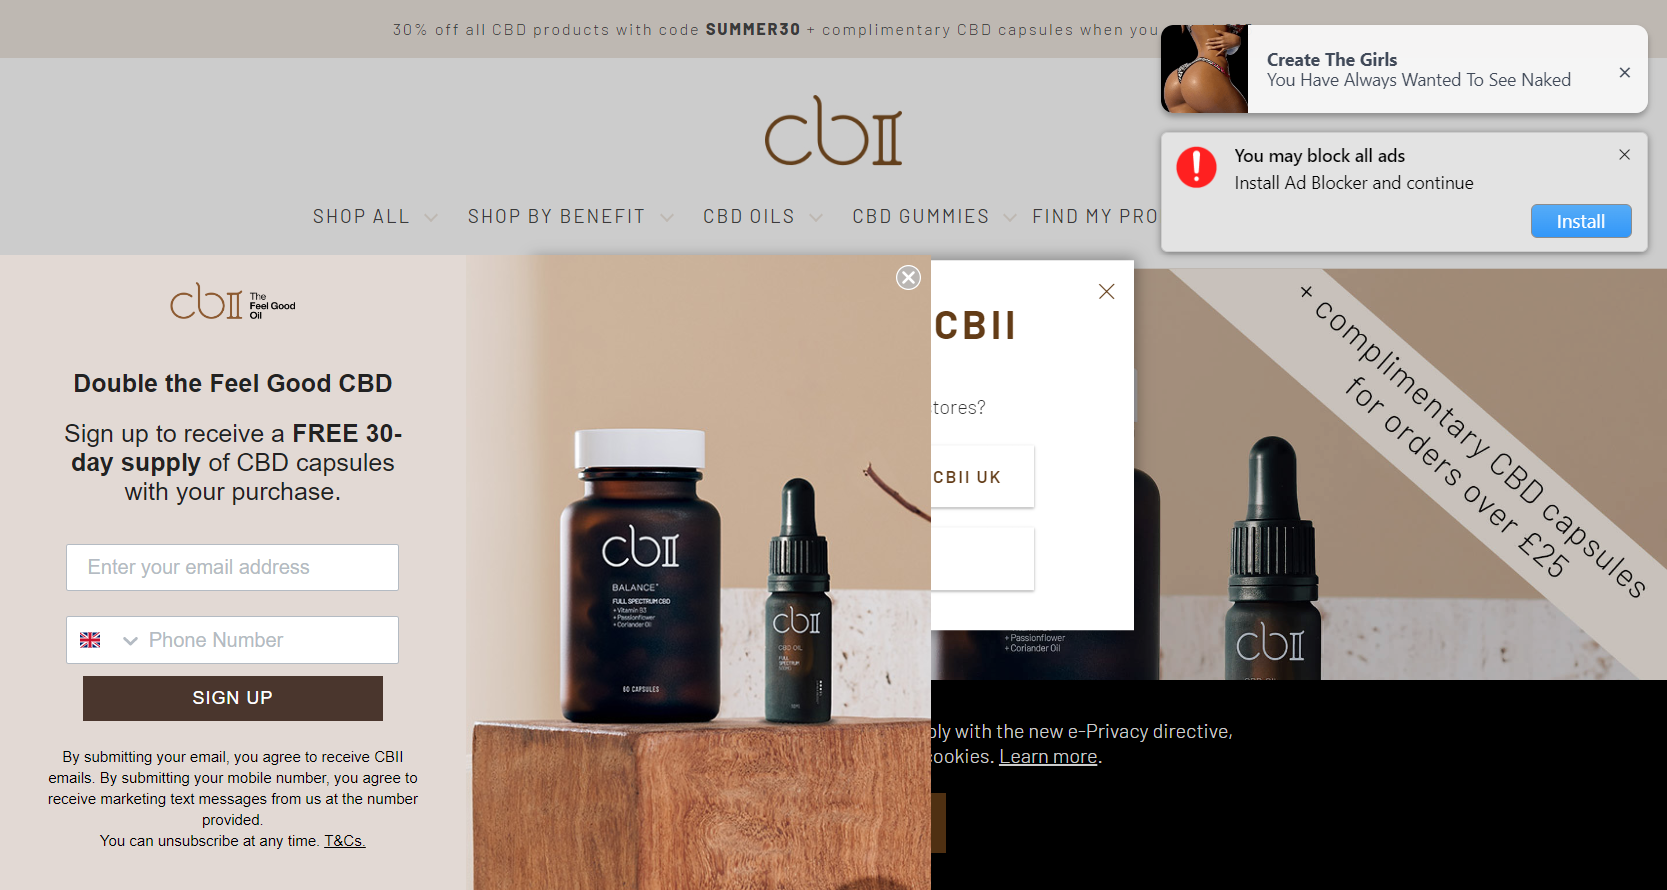 30% off all CBD products with code SUMMER30 + complimentary CBD capsules when you
cbII
SHOP ALL
SHOP BY BENEFIT
CBD OILS
CBD GUMMIES
FIND MY PRO
Create The Girls
You Have Always Wanted To See Naked
You may block all ads
Install Ad Blocker and continue
Install
cbII The
Feel Good
Oil
Double the Feel Good CBD
Sign up to receive a FREE 30-
day supply of CBD capsules
with your purchase.
Enter your email address
Phone Number
SIGN UP
By submitting your email, you agree to receive CBII
emails. By submitting your mobile number, you agree to
receive marketing text messages from us at the number
provided.
You can unsubscribe at any time. T&Cs.
cbII
BALANCE+
FULL SPECTRUM CBD
+ Vitamin B3
+ Passionflower
+ Coriander Oil
60 CAPSULES
cbII
CBD OIL
FULL
SPECTRUM
CBII
tores?
CBII UK
+ Passionflower
+ Coriander Oil
+ complimentary CBD capsules
for orders over £25
cbII
ply with the new e-Privacy directive,
ookies. Learn more.